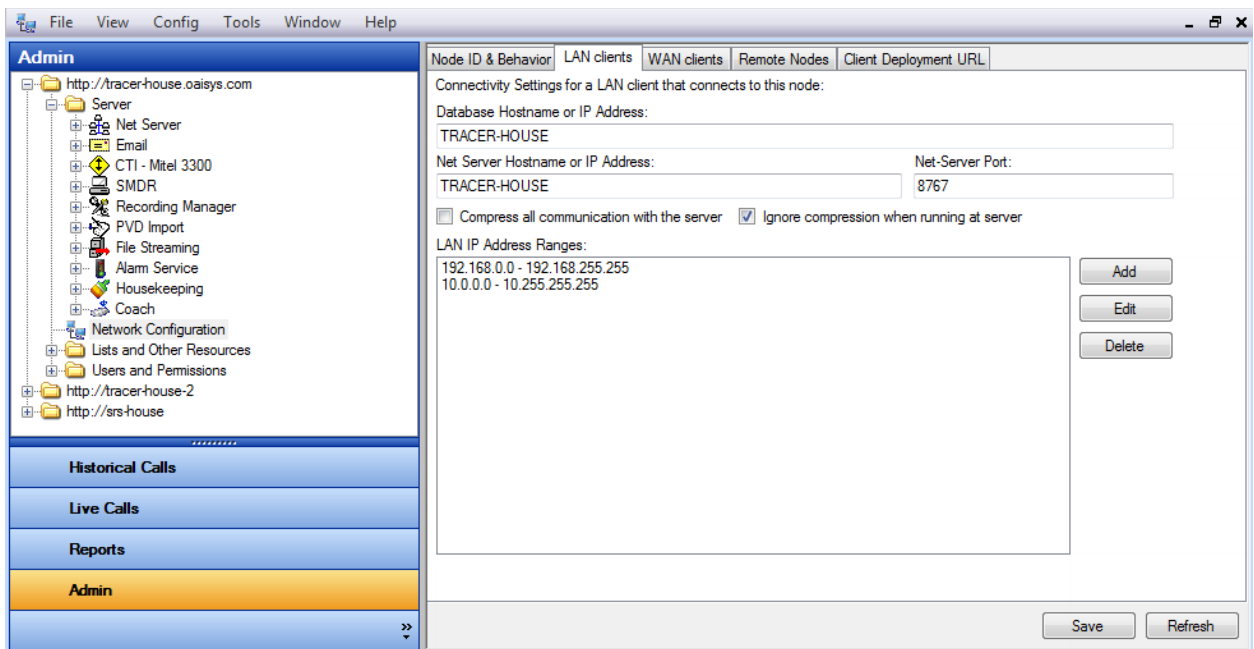 File View Config Tools Window Help
Admin
http://tracer-house.oaisys.com
Server
Net Server
Email
CTI - Mitel 3300
SMDR
Recording Manager
PVD Import
File Streaming
Alarm Service
Housekeeping
Coach
Network Configuration
Lists and Other Resources
Users and Permissions
http://tracer-house-2
http://srs-house
Historical Calls
Live Calls
Reports
Admin
Node ID & Behavior LAN clients WAN clients Remote Nodes Client Deployment URL
Connectivity Settings for a LAN client that connects to this node:
Database Hostname or IP Address:
TRACER-HOUSE
Net Server Hostname or IP Address: Net-Server Port:
TRACER-HOUSE 8767
Compress all communication with the server Ignore compression when running at server
LAN IP Address Ranges:
192.168.0.0 - 192.168.255.255
10.0.0.0 - 10.255.255.255
Add
Edit
Delete
Save Refresh